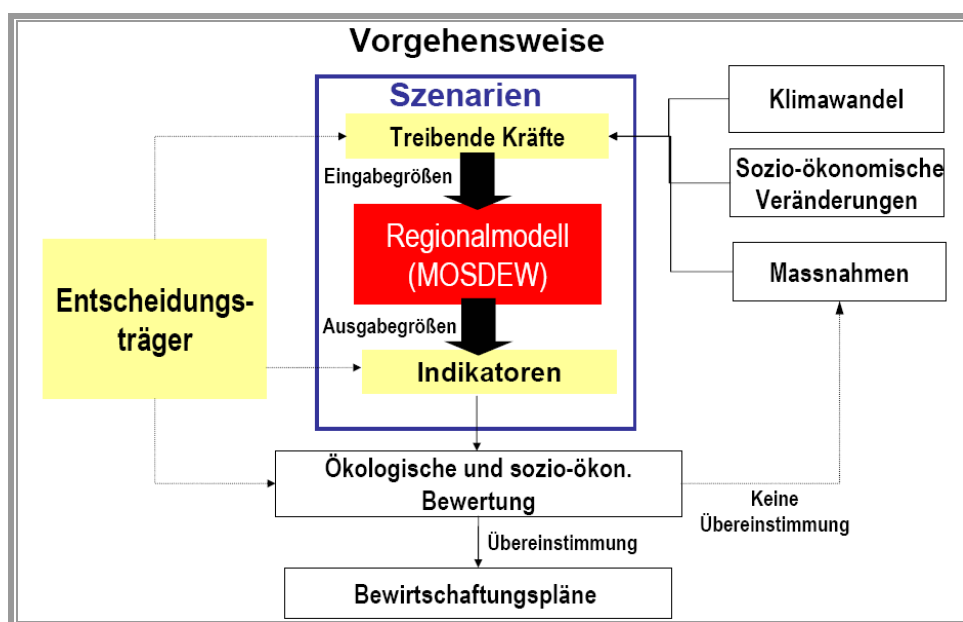 Vorgehensweise
Szenarien
Treibende Kräfte
Eingabegrößen
Regionalmodell
(MOSDEW)
Ausgabegrößen
Indikatoren
Entscheidungs-
träger
Klimawandel
Sozio-ökonomische
Veränderungen
Massnahmen
Ökologische und sozio-ökon.
Bewertung
Keine
Übereinstimmung
Übereinstimmung
Bewirtschaftungspläne